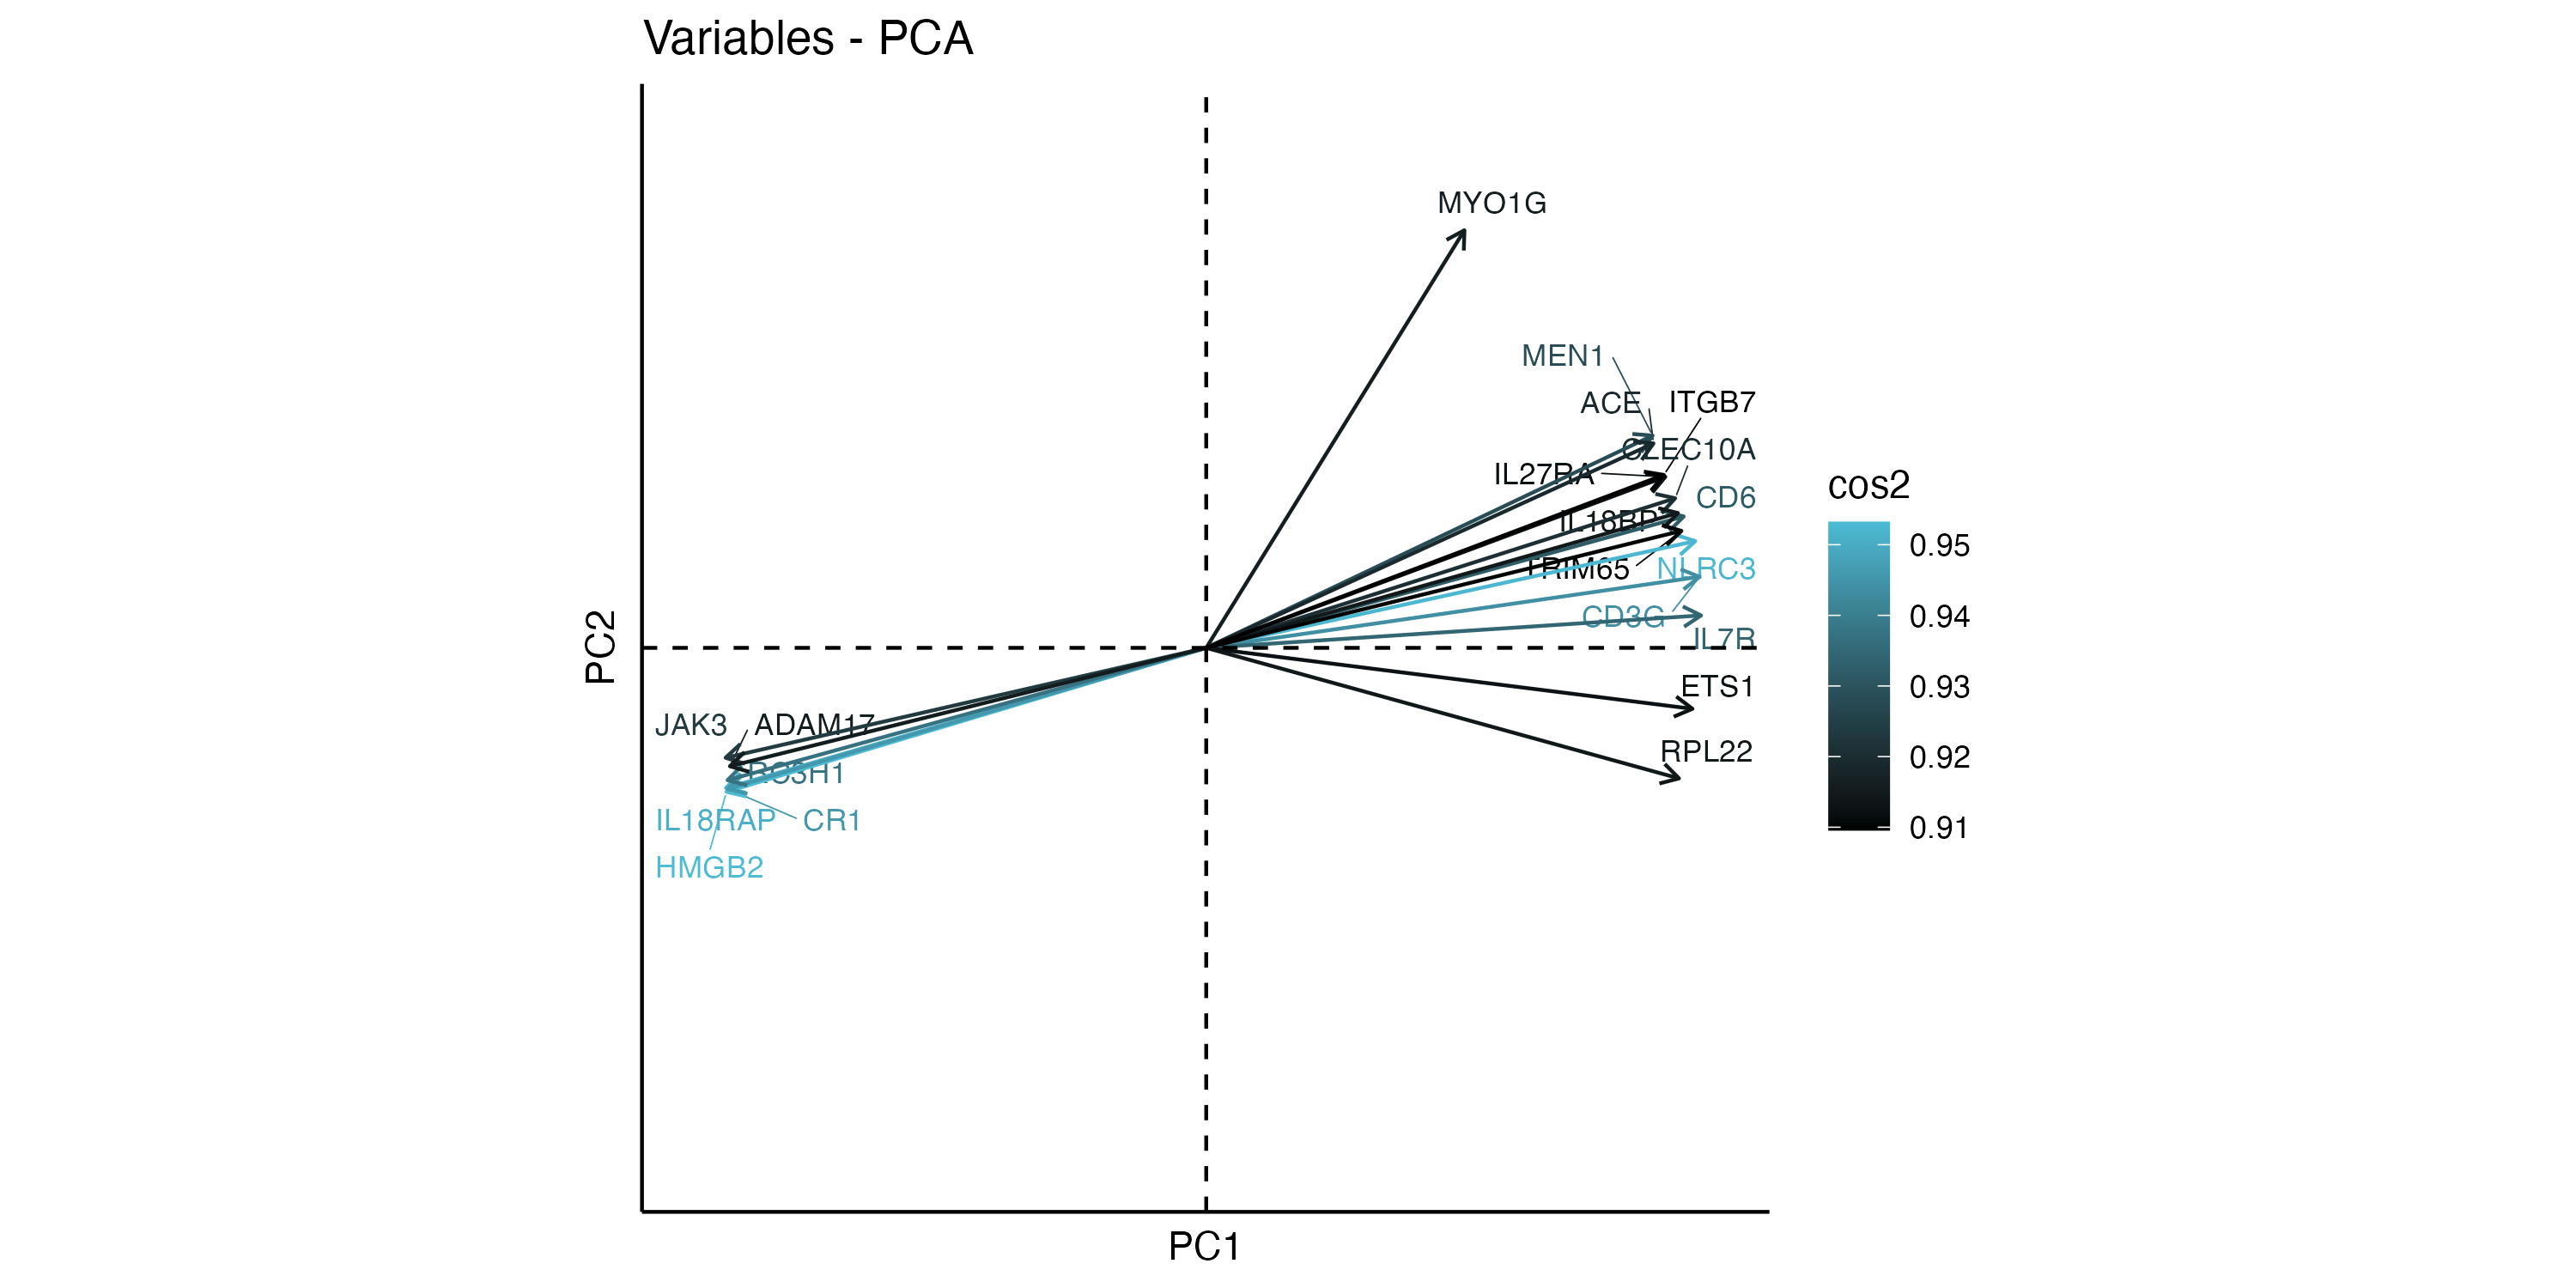 Variables - PCA
MYO1G
MEN1
ACE
ITGB7
CLEC10A
IL27RA
CD6
IL18BP
TRIM65
NLRC3
CD3G
IL7R
ETS1
RPL22
JAK3
ADAM17
RC3H1
IL18RAP
CR1
HMGB2
PC2
PC1
cos2
0.95
0.94
0.93
0.92
0.91